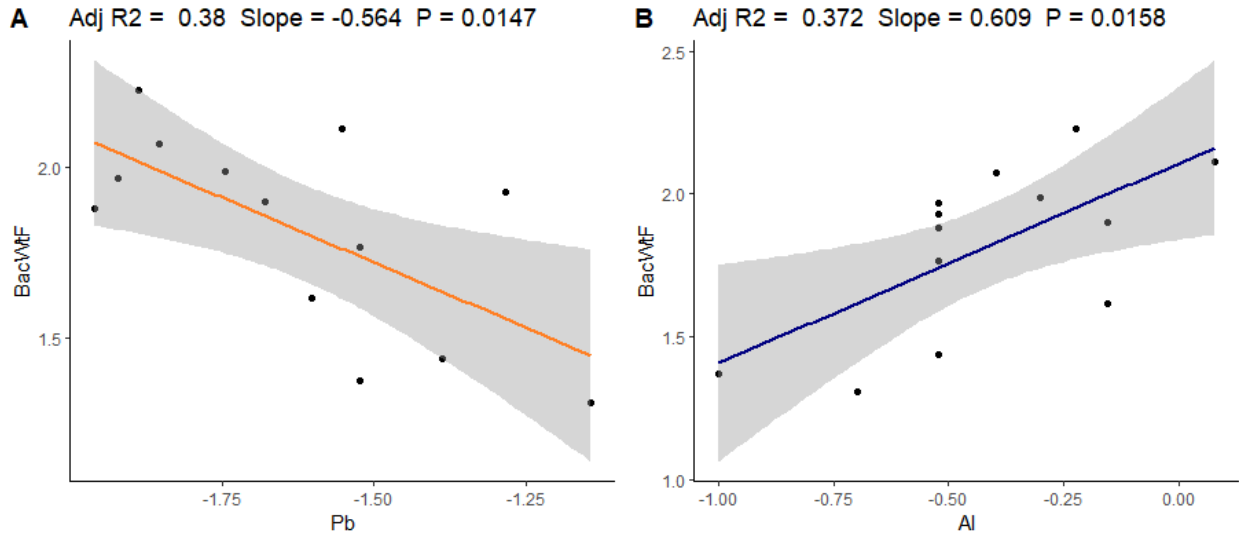 A Adj R2 = 0.38 Slope = -0.564 P = 0.0147
2.0
1.5
BacWtF
-1.75 -1.50 -1.25
Pb
B Adj R2 = 0.372 Slope = 0.609 P = 0.0158
2.5
2.0
1.5
1.0
BacWtF
-1.00 -0.75 -0.50 -0.25 0.00
Al